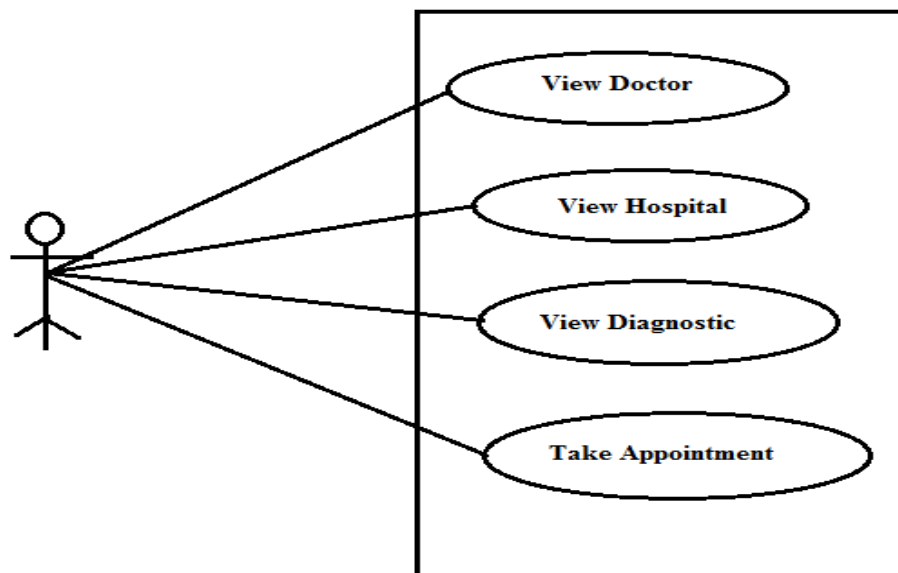 View Doctor
View Hospital
View Diagnostic
Take Appointment